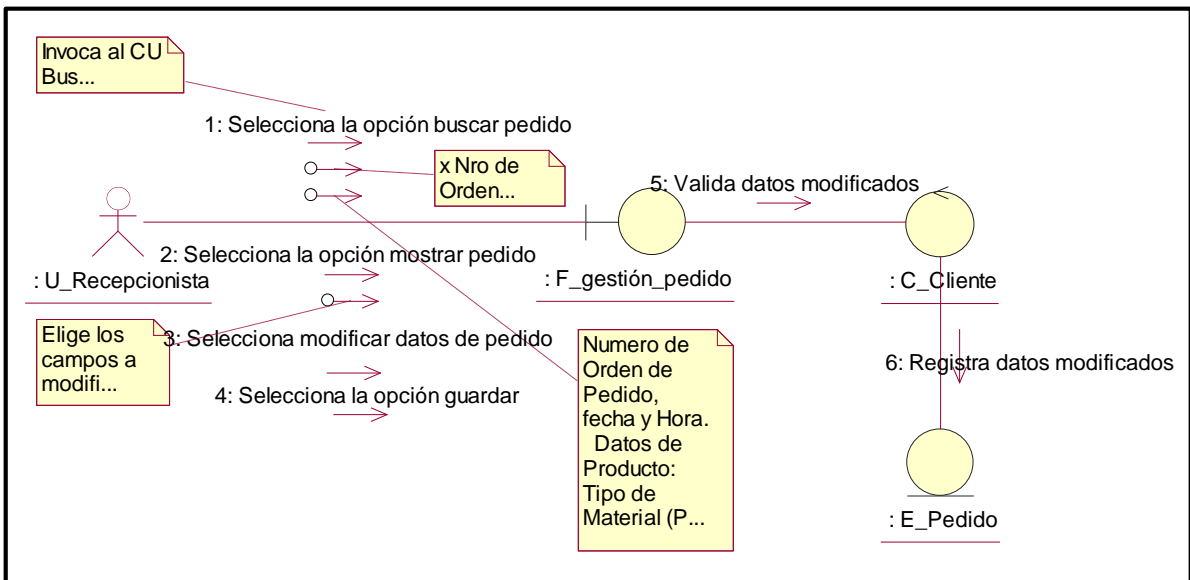 Invoca al CU
Bus...
1: Selecciona la opción buscar pedido
x Nro de
Orden...
5: Valida datos modificados
2: Selecciona la opción mostrar pedido
: U_Recepcionista
: F_gestión_pedido
: C_Cliente
Elige los
campos a
modifi...
3: Selecciona modificar datos de pedido
4: Selecciona la opción guardar
Numero de
Orden de
Pedido,
fecha y Hora.
Datos de
Producto:
Tipo de
Material (P...
6: Registra datos modificados
: E_Pedido